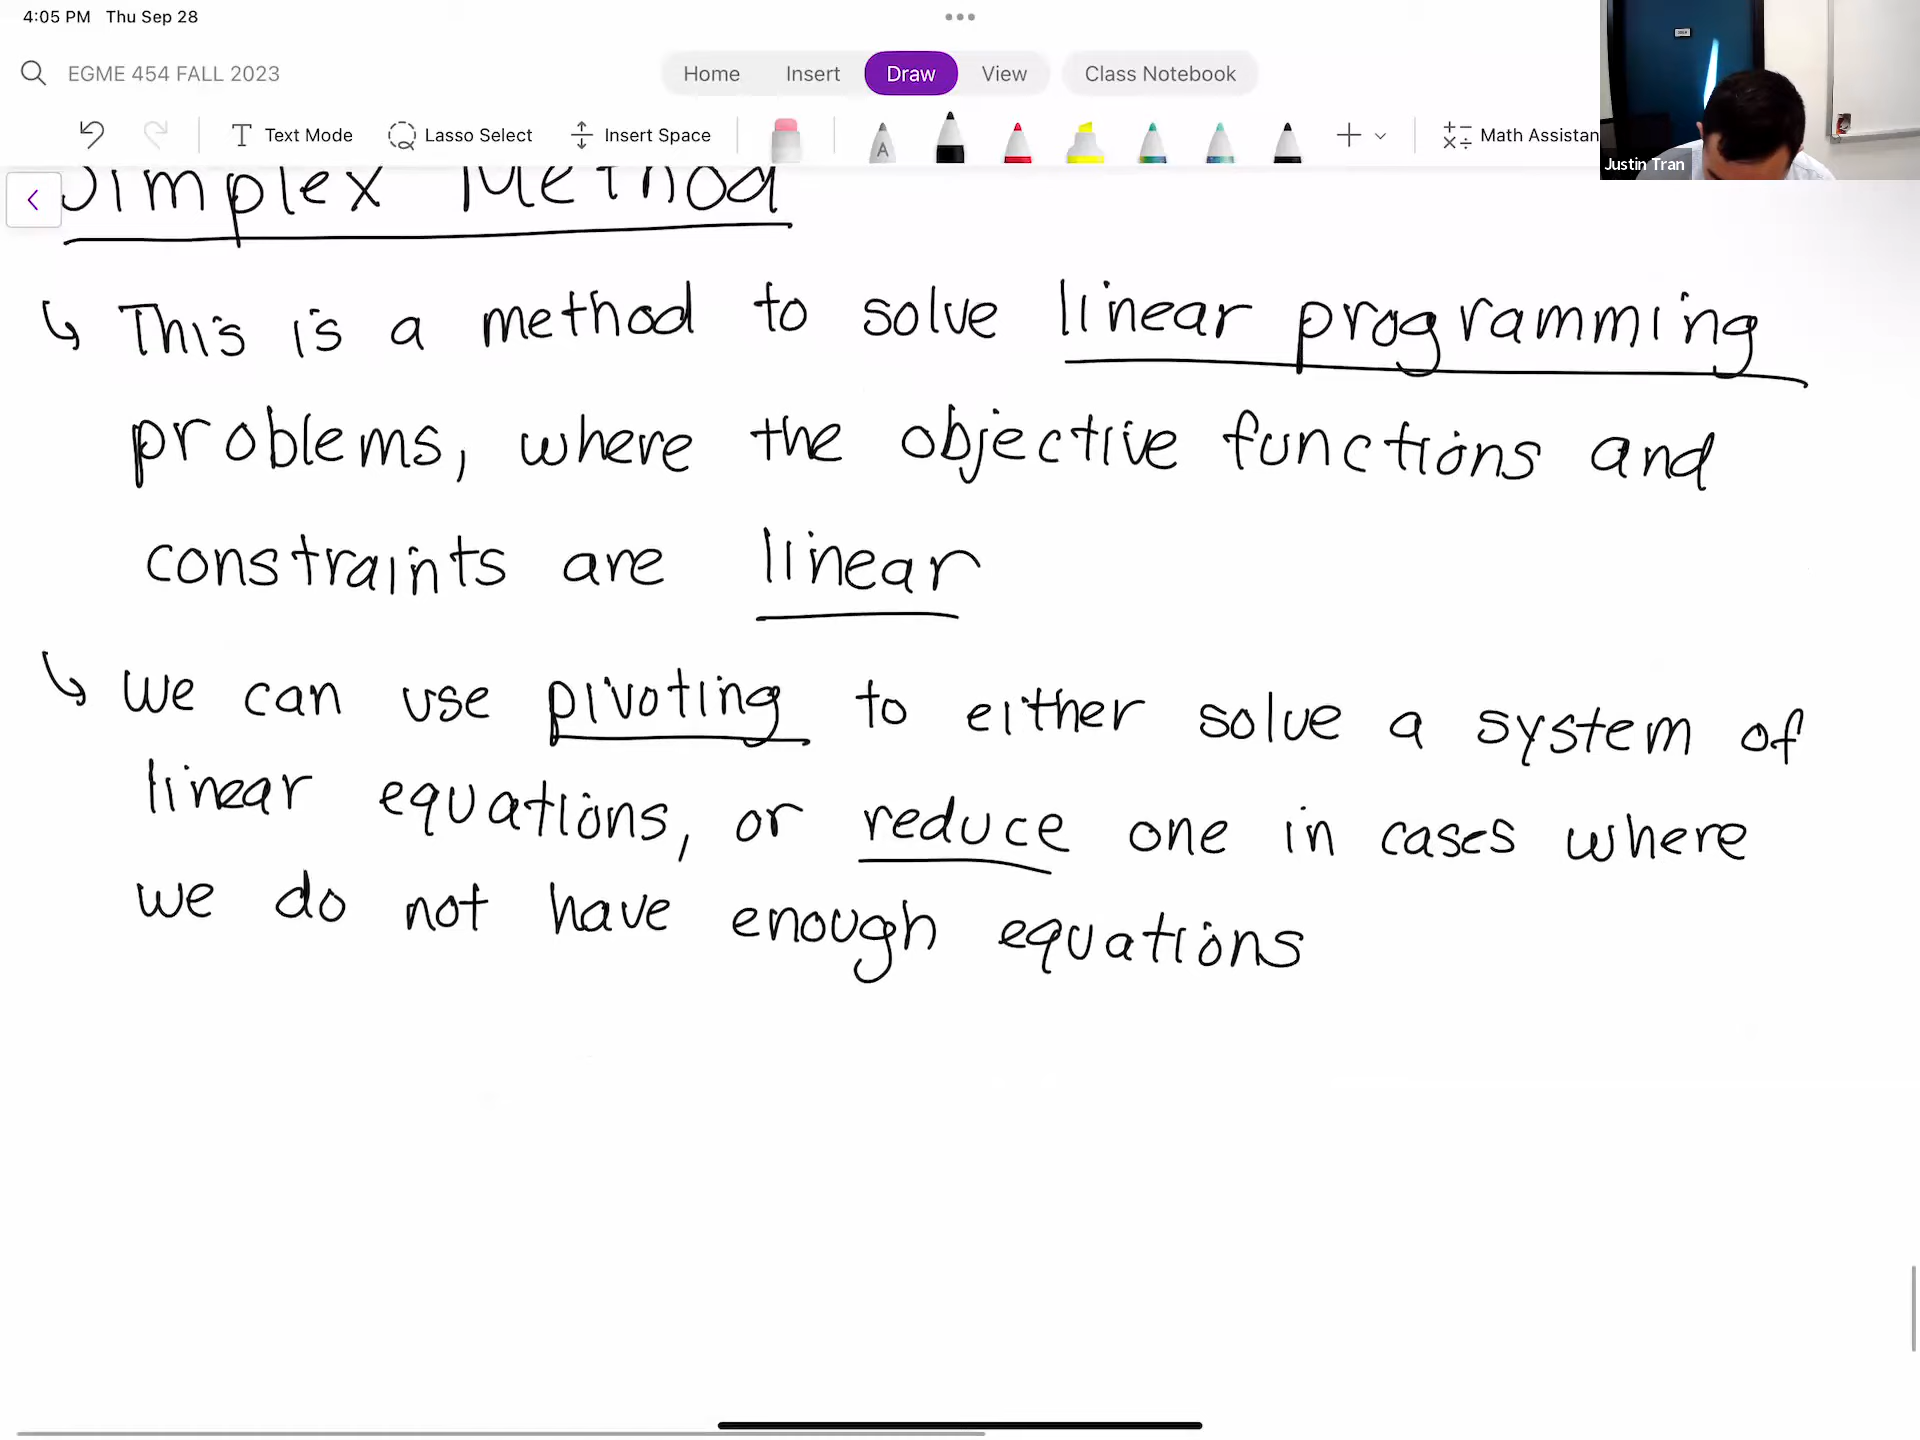 4:05 PM Thu Sep 28
EGME 454 FALL 2023
Home Insert Draw View Class Notebook
Text Mode Lasso Select Insert Space Math Assistan
Justin Tran
Simplex Method
This is a method to solve linear programming
problems, where the objective functions and
constraints are linear
We can use pivoting to either solve a system of
linear equations, or reduce one in cases where
we do not have enough equations